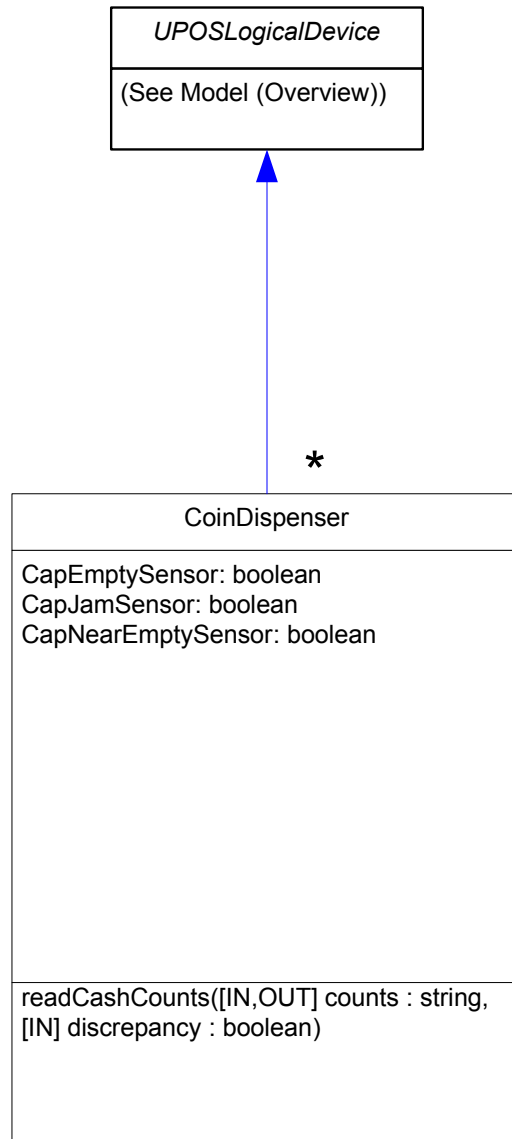 UPOSLogicalDevice
(See Model (Overview))
*
CoinDispenser
CapEmptySensor: boolean
CapJamSensor: boolean
CapNearEmptySensor: boolean
readCashCounts([IN,OUT] counts : string,
[IN] discrepancy : boolean)